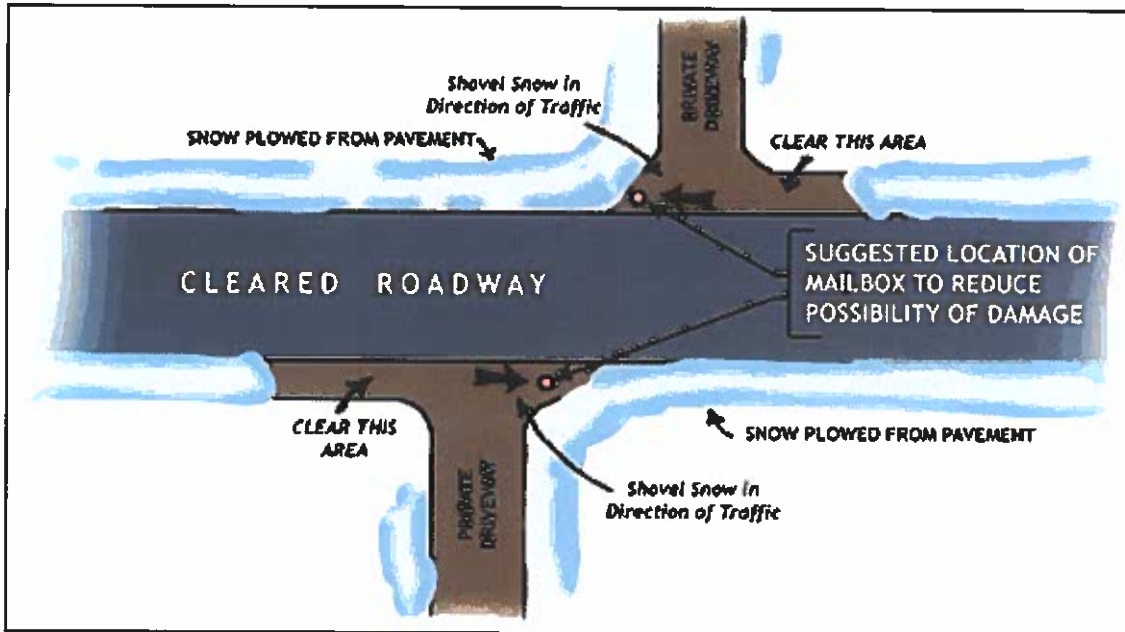 PRIVATE
DRIVEWAY
Shovel Snow in
Direction of Traffic
SNOW PLOWED FROM PAVEMENT
CLEAR THIS AREA
CLEARED ROADWAY
SUGGESTED LOCATION OF
MAILBOX TO REDUCE
POSSIBILITY OF DAMAGE
CLEAR THIS
AREA
SNOW PLOWED FROM PAVEMENT
PRIVATE
DRIVEWAY
Shovel Snow in
Direction of Traffic